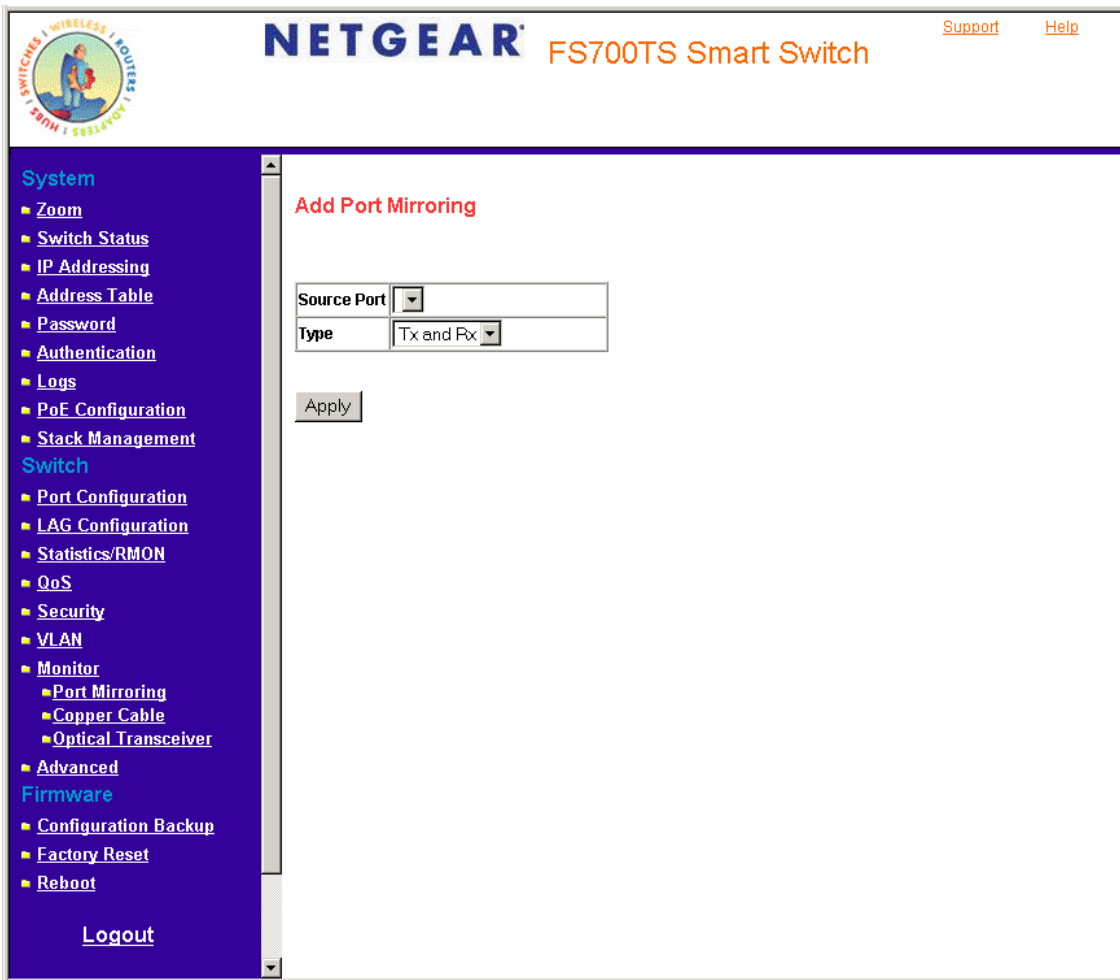 SWITCHES | WIRELESS | ROUTERS | ADAPTERS | HUBS |
NETGEAR
FS700TS Smart Switch
Support
Help
System
Zoom
Switch Status
IP Addressing
Address Table
Password
Authentication
Logs
PoE Configuration
Stack Management
Switch
Port Configuration
LAG Configuration
Statistics/RMON
QoS
Security
VLAN
Monitor
Port Mirroring
Copper Cable
Optical Transceiver
Advanced
Firmware
Configuration Backup
Factory Reset
Reboot
Logout
Add Port Mirroring
Source Port
Type Tx and Rx
Apply